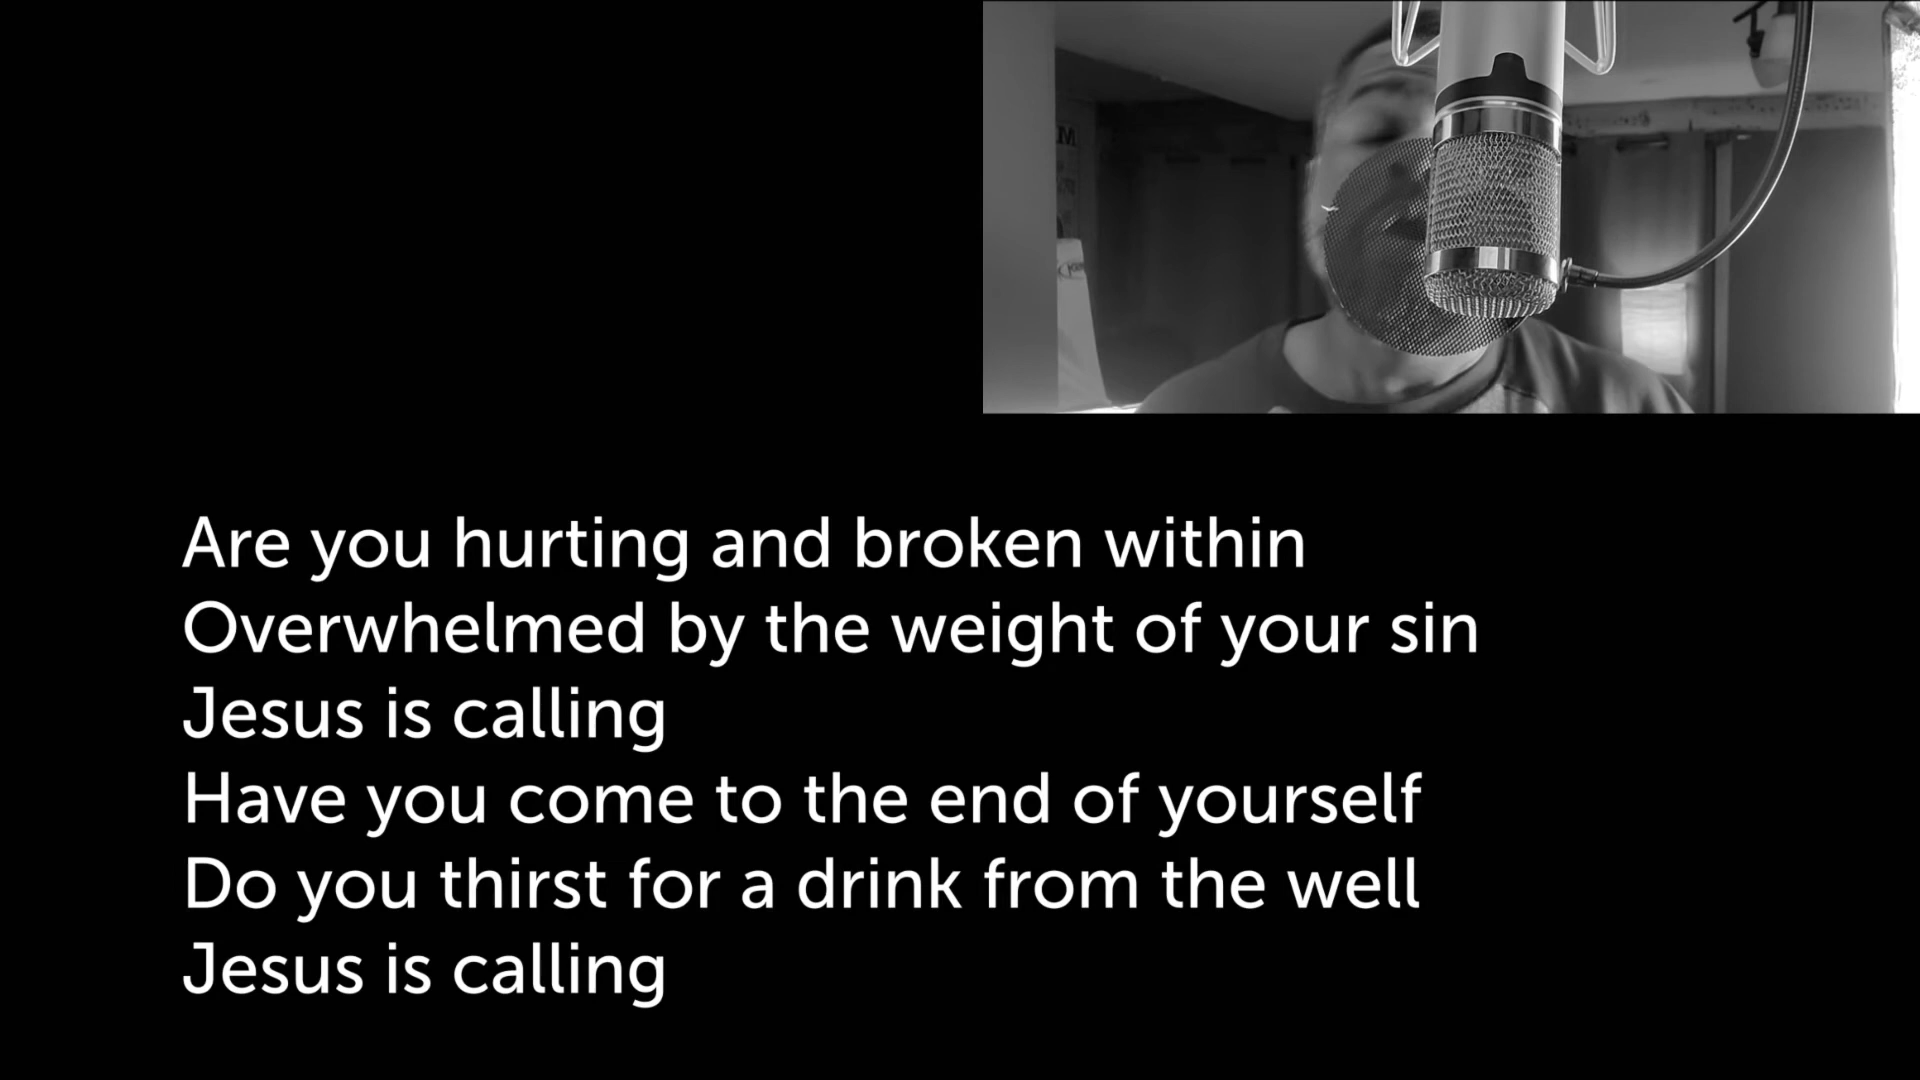 Are you hurting and broken within
Overwhelmed by the weight of your sin
Jesus is calling
Have you come to the end of yourself
Do you thirst for a drink from the well
Jesus is calling